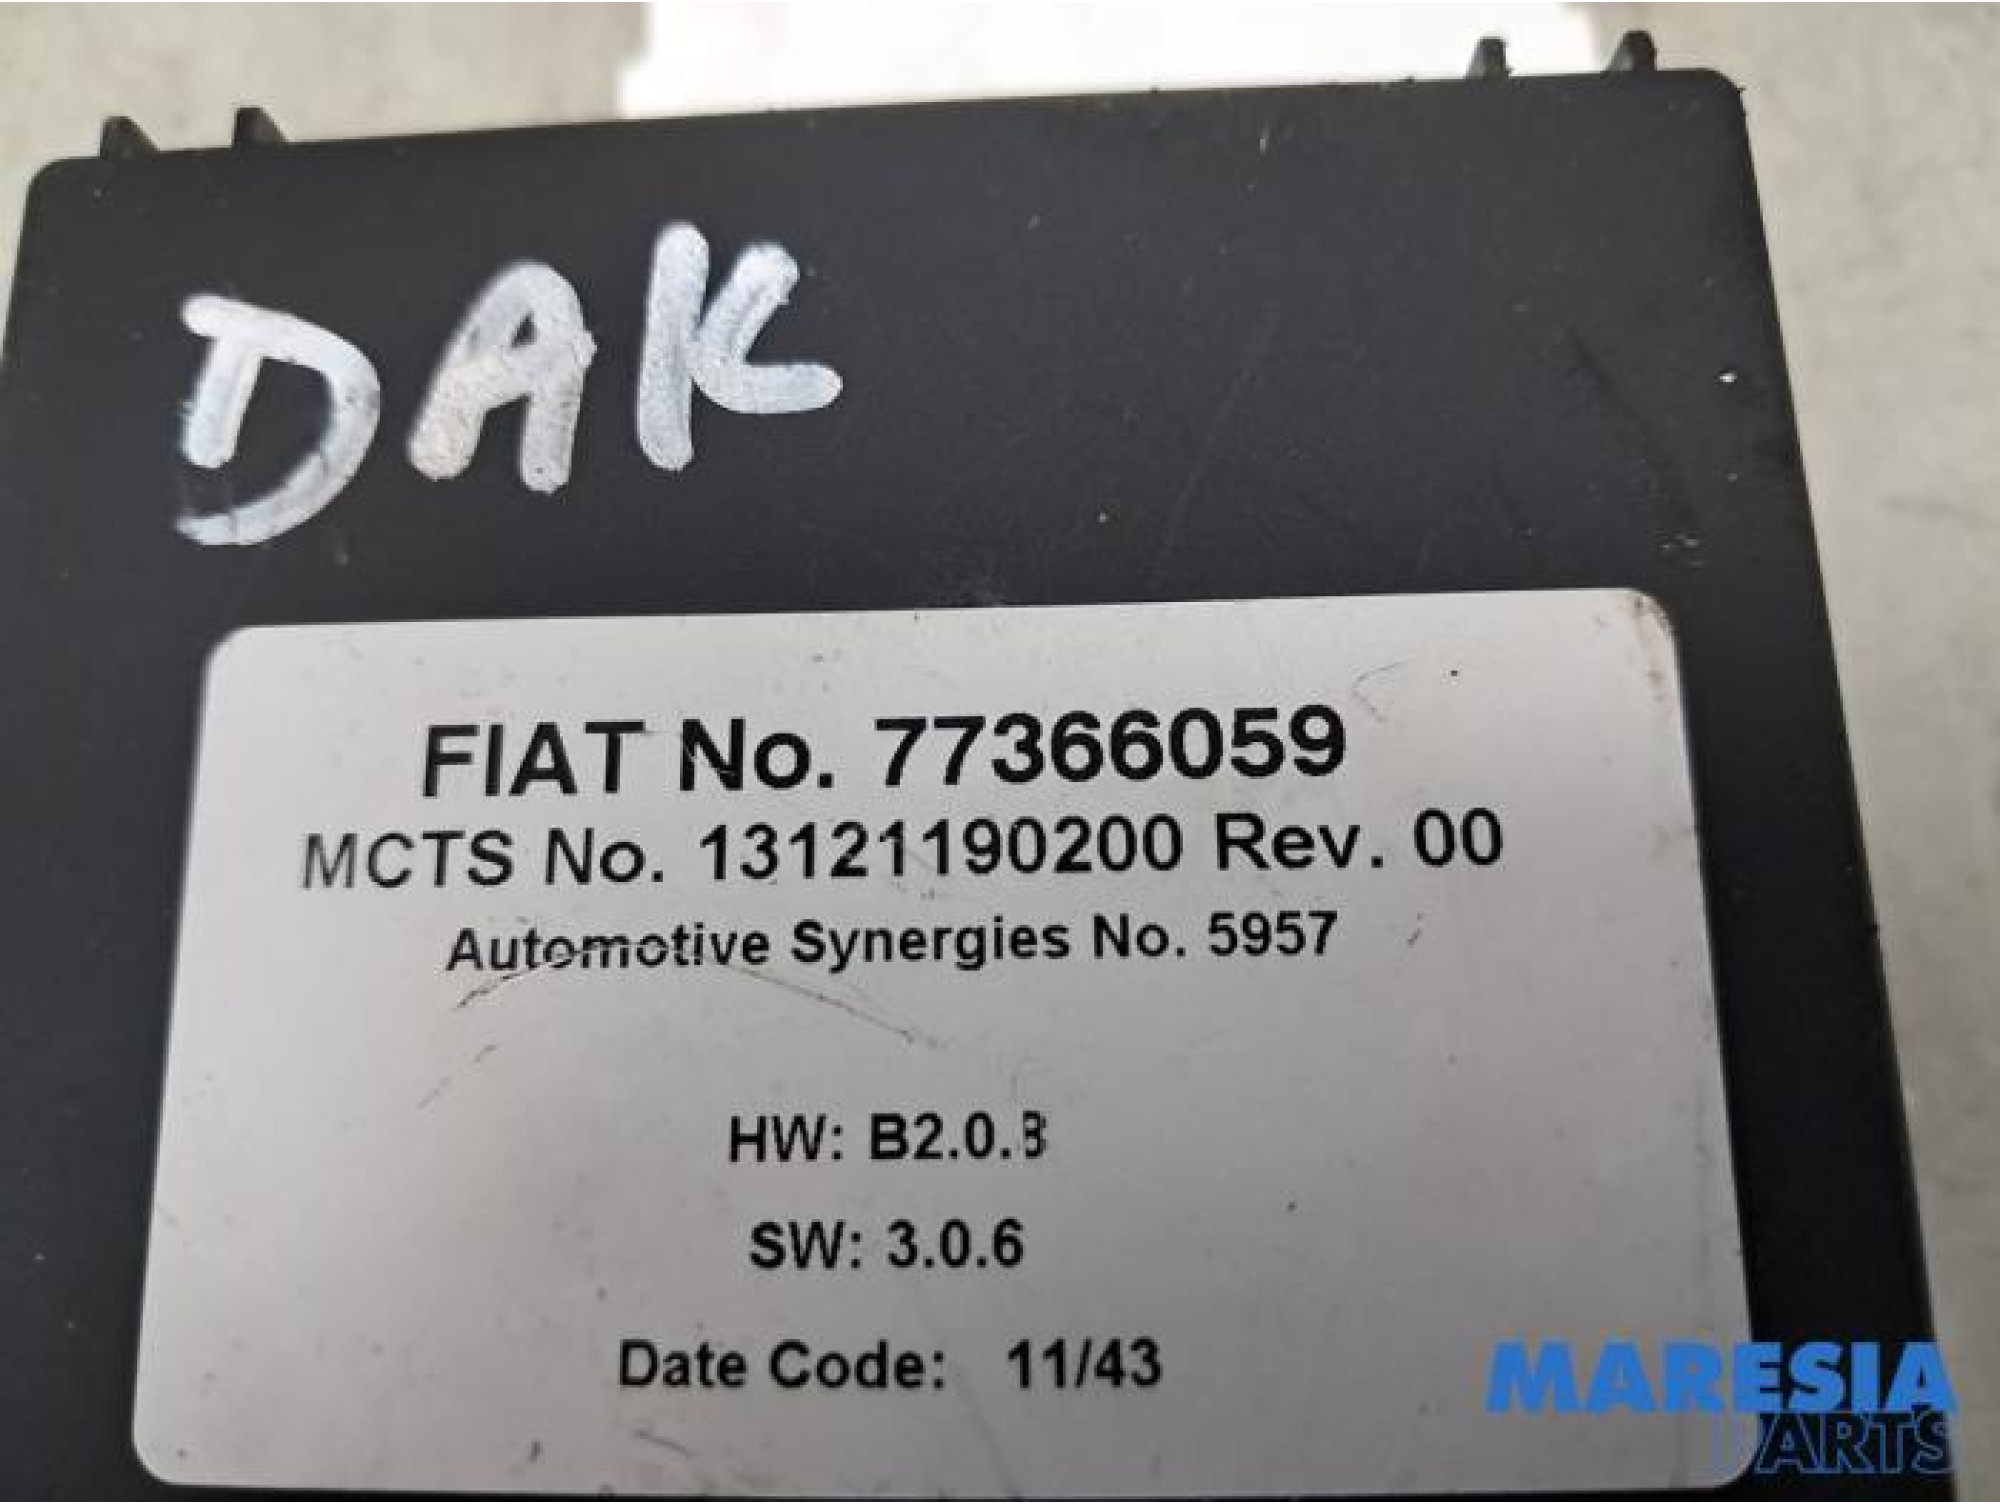 DAK
FIAT No. 77366059
MCTS No. 13121190200 Rev. 00
Automotive Synergies No. 5957
HW: B2.0.3
SW: 3.0.6
Date Code: 11/43
MARESIA
PARTS